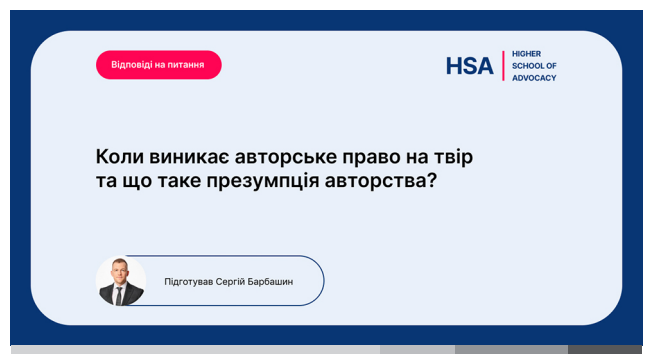 Відповіді на питання
HSA
HIGHER
SCHOOL OF
ADVOCACY
Коли виникає авторське право на твір
та що таке презумпція авторства?
Підготував Сергій Барбашин